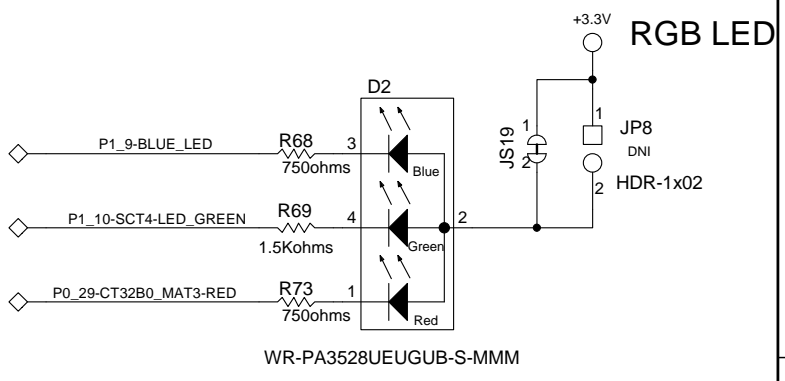 +3.3V
RGB LED
D2
P1_9-BLUE_LED
R68
750ohms
3
Blue
JS19
1
2
1
JP8
DNI
2
HDR-1x02
P1_10-SCT4-LED_GREEN
R69
1.5Kohms
4
Green
2
P0_29-CT32B0_MAT3-RED
R73
750ohms
1
Red
WR-PA3528UEUGUB-S-MMM